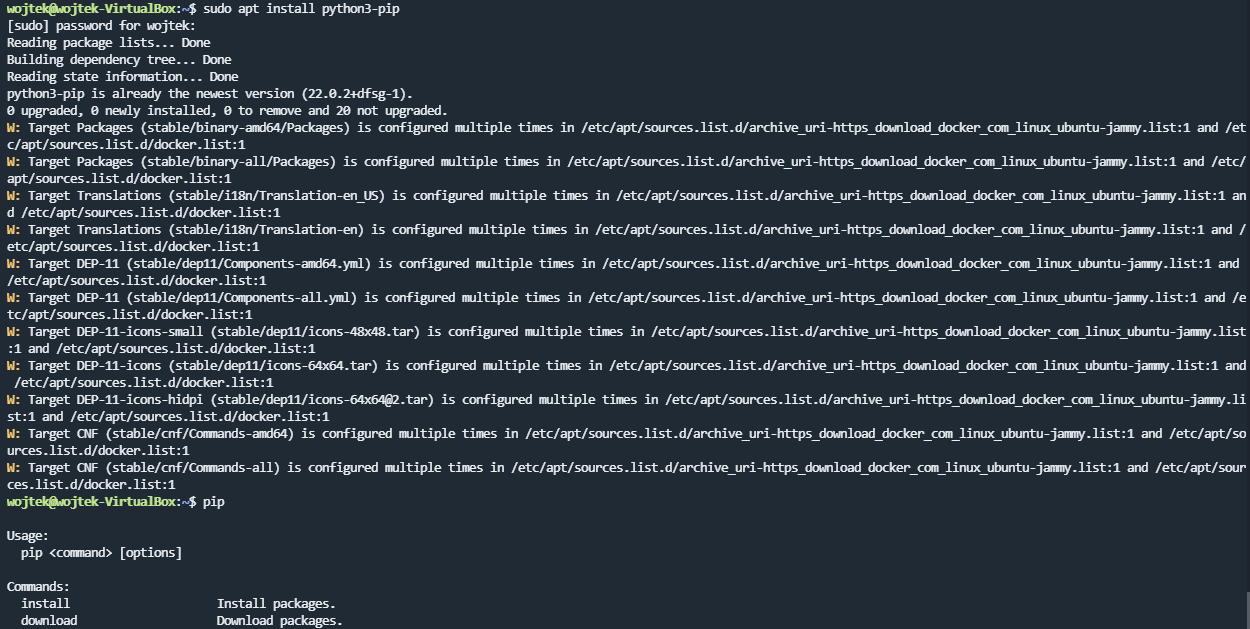 wojtek@wojtek-VirtualBox:~$ sudo apt install python3-pip
[sudo] password for wojtek:
Reading package lists... Done
Building dependency tree... Done
Reading state information... Done
python3-pip is already the newest version (22.0.2+dfsg-1).
0 upgraded, 0 newly installed, 0 to remove and 20 not upgraded.
W: Target Packages (stable/binary-amd64/Packages) is configured multiple times in /etc/apt/sources.list.d/archive_uri-https_download_docker_com_linux_ubuntu-jammy.list:1 and /et
c/apt/sources.list.d/docker.list:1
W: Target Packages (stable/binary-all/Packages) is configured multiple times in /etc/apt/sources.list.d/archive_uri-https_download_docker_com_linux_ubuntu-jammy.list:1 and /etc/
apt/sources.list.d/docker.list:1
W: Target Translations (stable/i18n/Translation-en_US) is configured multiple times in /etc/apt/sources.list.d/archive_uri-https_download_docker_com_linux_ubuntu-jammy.list:1 an
d /etc/apt/sources.list.d/docker.list:1
W: Target Translations (stable/i18n/Translation-en) is configured multiple times in /etc/apt/sources.list.d/archive_uri-https_download_docker_com_linux_ubuntu-jammy.list:1 and /
etc/apt/sources.list.d/docker.list:1
W: Target DEP-11 (stable/dep11/Components-amd64.yml) is configured multiple times in /etc/apt/sources.list.d/archive_uri-https_download_docker_com_linux_ubuntu-jammy.list:1 and
/etc/apt/sources.list.d/docker.list:1
W: Target DEP-11 (stable/dep11/Components-all.yml) is configured multiple times in /etc/apt/sources.list.d/archive_uri-https_download_docker_com_linux_ubuntu-jammy.list:1 and /e
tc/apt/sources.list.d/docker.list:1
W: Target DEP-11-icons-small (stable/dep11/icons-48x48.tar) is configured multiple times in /etc/apt/sources.list.d/archive_uri-https_download_docker_com_linux_ubuntu-jammy.list
:1 and /etc/apt/sources.list.d/docker.list:1
W: Target DEP-11-icons (stable/dep11/icons-64x64.tar) is configured multiple times in /etc/apt/sources.list.d/archive_uri-https_download_docker_com_linux_ubuntu-jammy.list:1 and
 /etc/apt/sources.list.d/docker.list:1
W: Target DEP-11-icons-hidpi (stable/dep11/icons-64x64@2.tar) is configured multiple times in /etc/apt/sources.list.d/archive_uri-https_download_docker_com_linux_ubuntu-jammy.li
st:1 and /etc/apt/sources.list.d/docker.list:1
W: Target CNF (stable/cnf/Commands-amd64) is configured multiple times in /etc/apt/sources.list.d/archive_uri-https_download_docker_com_linux_ubuntu-jammy.list:1 and /etc/apt/so
urces.list.d/docker.list:1
W: Target CNF (stable/cnf/Commands-all) is configured multiple times in /etc/apt/sources.list.d/archive_uri-https_download_docker_com_linux_ubuntu-jammy.list:1 and /etc/apt/sour
ces.list.d/docker.list:1
wojtek@wojtek-VirtualBox:~$ pip

Usage:
  pip <command> [options]

Commands:
  install                     Install packages.
  download                    Download packages.